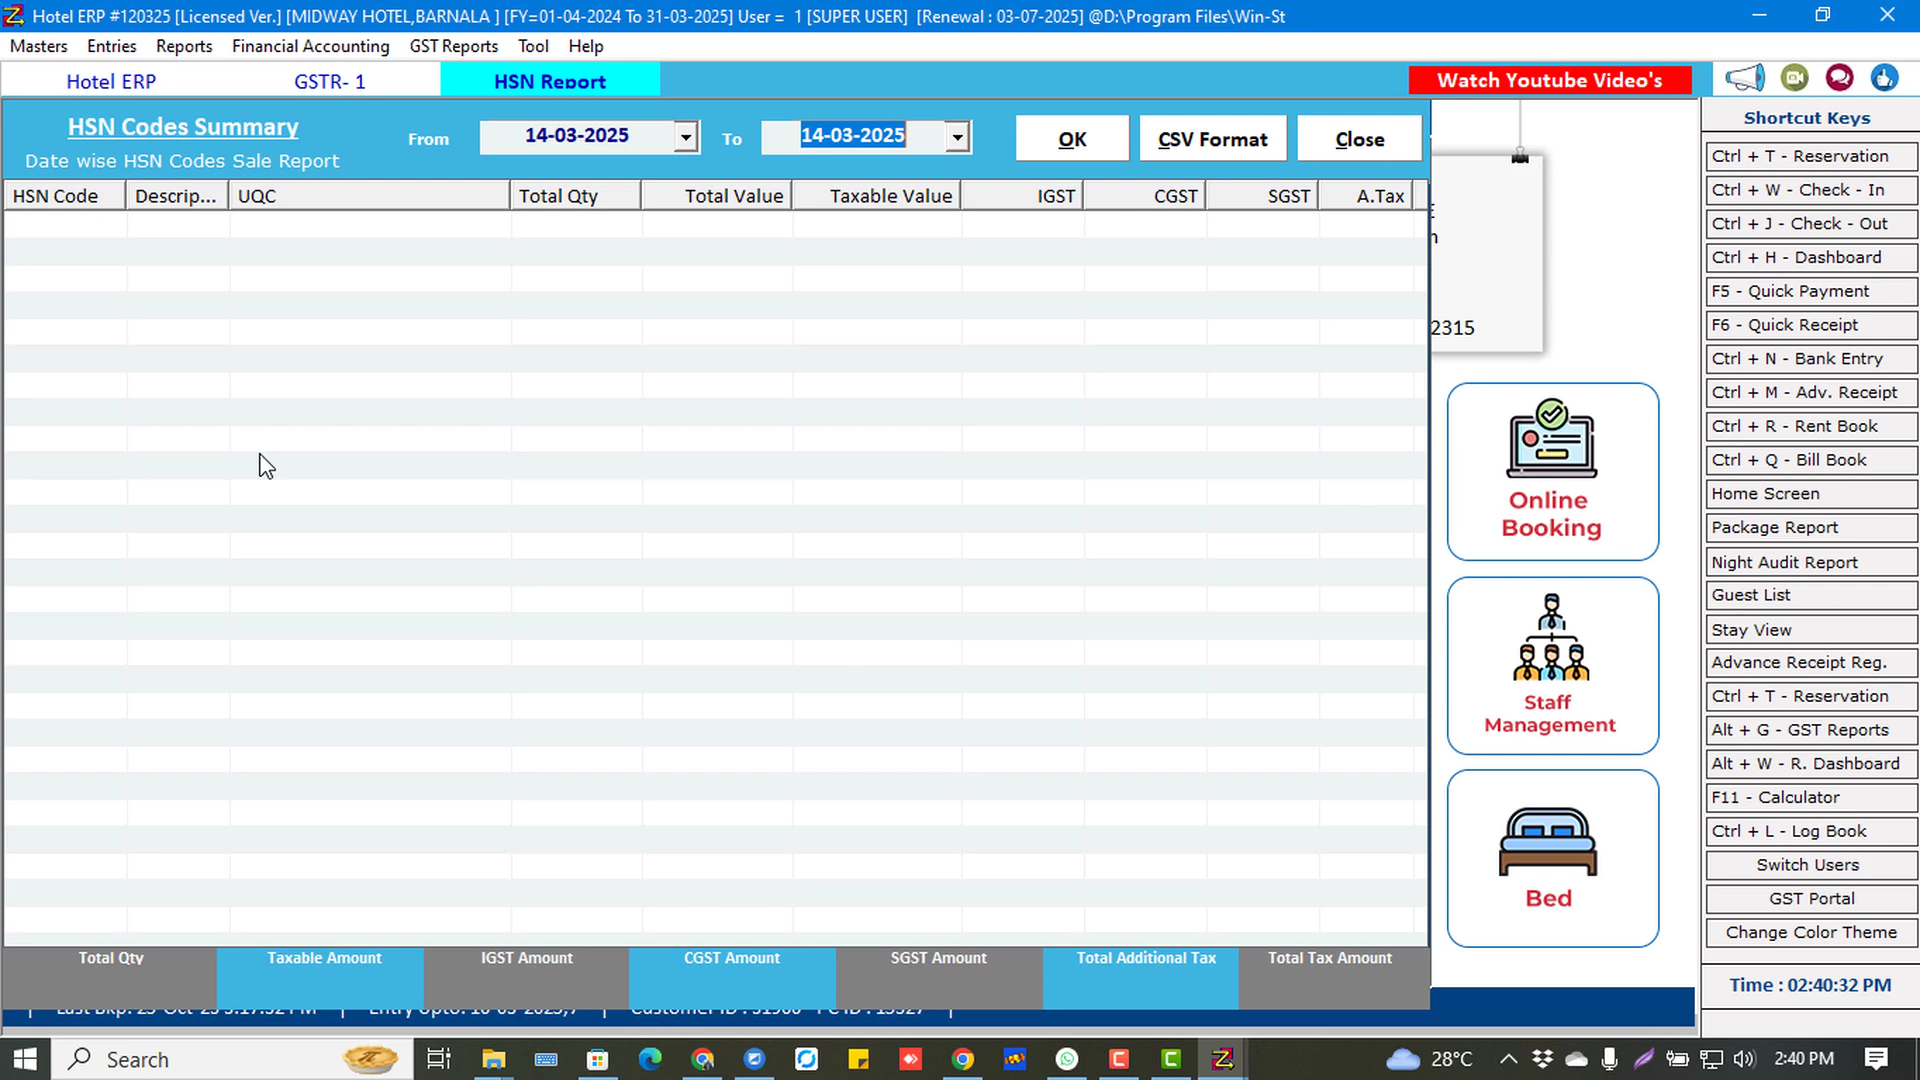 Hotel ERP #120325 [Licensed Ver.] [MIDWAY HOTEL,BARNALA ] [FY=01-04-2024 To 31-03-2025] User = 1 [SUPER USER] [Renewal : 03-07-2025] @D:\Program Files\Win-St
Masters Entries Reports Financial Accounting GST Reports Tool Help
Hotel ERP GSTR- 1 HSN Report Watch Youtube Video's
HSN Codes Summary
Date wise HSN Codes Sale Report
From 14-03-2025 To 14-03-2025 OK CSV Format Close
HSN Code Descrip... UQC Total Qty Total Value Taxable Value IGST CGST SGST A.Tax
2315
Online
Booking
Staff
Management
Bed
Shortcut Keys
Ctrl + T - Reservation
Ctrl + W - Check - In
Ctrl + J - Check - Out
Ctrl + H - Dashboard
F5 - Quick Payment
F6 - Quick Receipt
Ctrl + N - Bank Entry
Ctrl + M - Adv. Receipt
Ctrl + R - Rent Book
Ctrl + Q - Bill Book
Home Screen
Package Report
Night Audit Report
Guest List
Stay View
Advance Receipt Reg.
Ctrl + T - Reservation
Alt + G - GST Reports
Alt + W - R. Dashboard
F11 - Calculator
Ctrl + L - Log Book
Switch Users
GST Portal
Change Color Theme
Time : 02:40:32 PM
Total Qty Taxable Amount IGST Amount CGST Amount SGST Amount Total Additional Tax Total Tax Amount
Search 28°C 2:40 PM